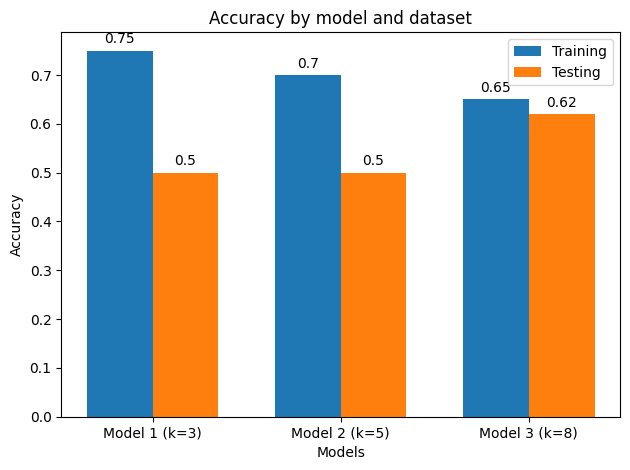 Accuracy by model and dataset
Training
Testing
0.75
0.5
0.7
0.5
0.65
0.62
Accuracy
0.7
0.6
0.5
0.4
0.3
0.2
0.1
0.0
Model 1 (k=3)
Model 2 (k=5)
Model 3 (k=8)
Models